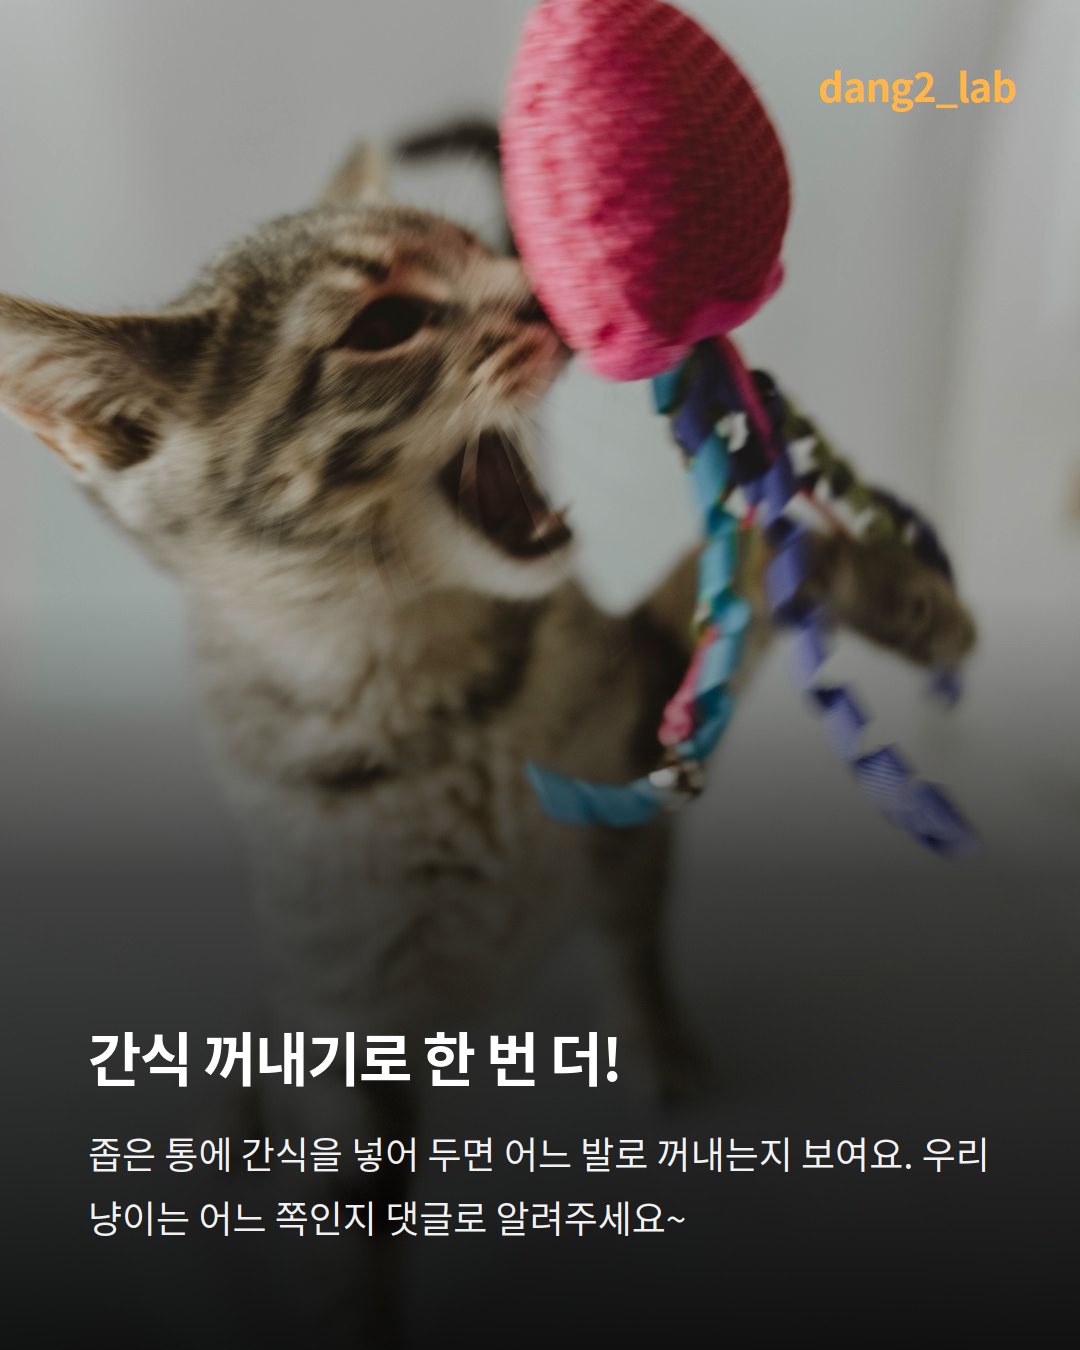 dang2_lab
간식 꺼내기로 한 번 더!
좁은 통에 간식을 넣어 두면 어느 발로 꺼내는지 보여요. 우리
냥이는 어느 쪽인지 댓글로 알려주세요~